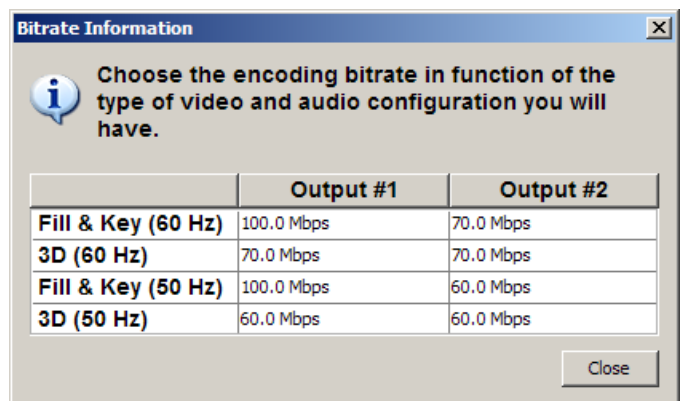 Bitrate Information
Choose the encoding bitrate in function of the
type of video and audio configuration you will
have.
Output #1 Output #2
Fill & Key (60 Hz) 100.0 Mbps 70.0 Mbps
3D (60 Hz) 70.0 Mbps 70.0 Mbps
Fill & Key (50 Hz) 100.0 Mbps 60.0 Mbps
3D (50 Hz) 60.0 Mbps 60.0 Mbps
Close